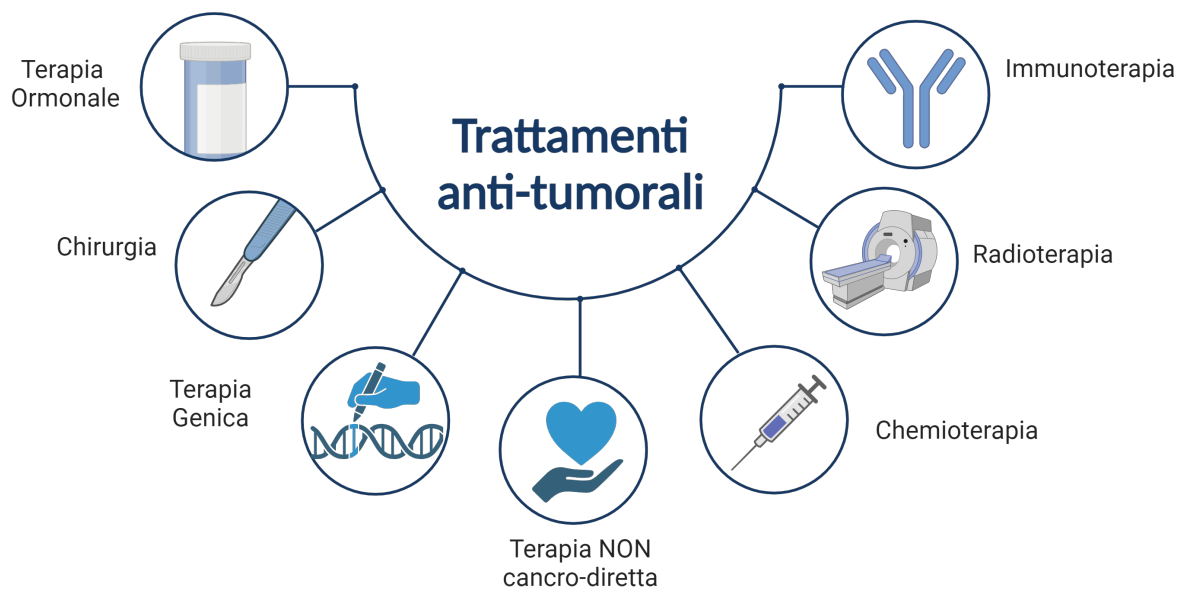 Trattamenti
anti-tumorali
Terapia
Ormonale
Chirurgia
Terapia
Genica
Terapia NON
cancro-diretta
Chemioterapia
Radioterapia
Immunoterapia